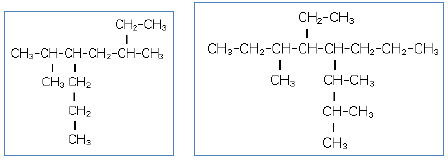 CH₂-CH₃
CH₃-CH-CH-CH₂-CH-CH₃
CH₃ CH₂
CH₂
CH₃
CH₂-CH₃
CH₃-CH₂-CH-CH-CH-CH₂-CH₂-CH₃
CH₃ CH-CH₃
CH-CH₃
CH₃